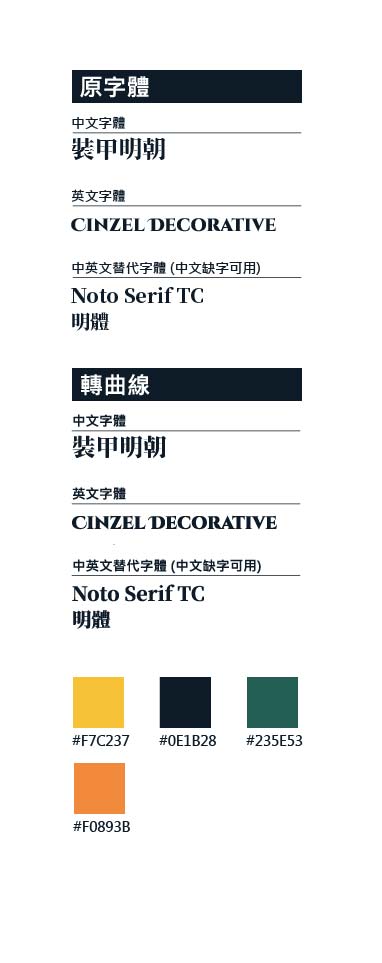 原字體
中文字體
裝甲明朝
英文字體
CINZEL DECORATIVE
中英文替代字體 (中文缺字可用)
Noto Serif TC
明體
轉曲線
中文字體
裝甲明朝
英文字體
CINZEL DECORATIVE
中英文替代字體 (中文缺字可用)
Noto Serif TC
明體
#F7C237 #0E1B28 #235E53
#F0893B